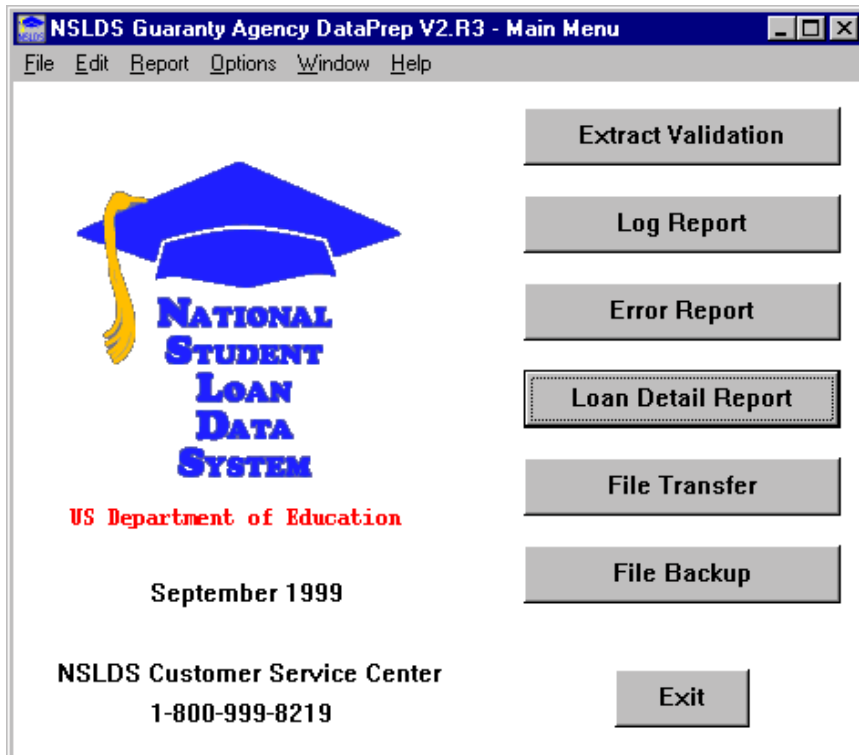 NSLDS Guaranty Agency DataPrep V2.R3 - Main Menu
File Edit Report Options Window Help
NATIONAL
STUDENT
LOAN
DATA
SYSTEM
US Department of Education
September 1999
NSLDS Customer Service Center
1-800-999-8219
Extract Validation
Log Report
Error Report
Loan Detail Report
File Transfer
File Backup
Exit